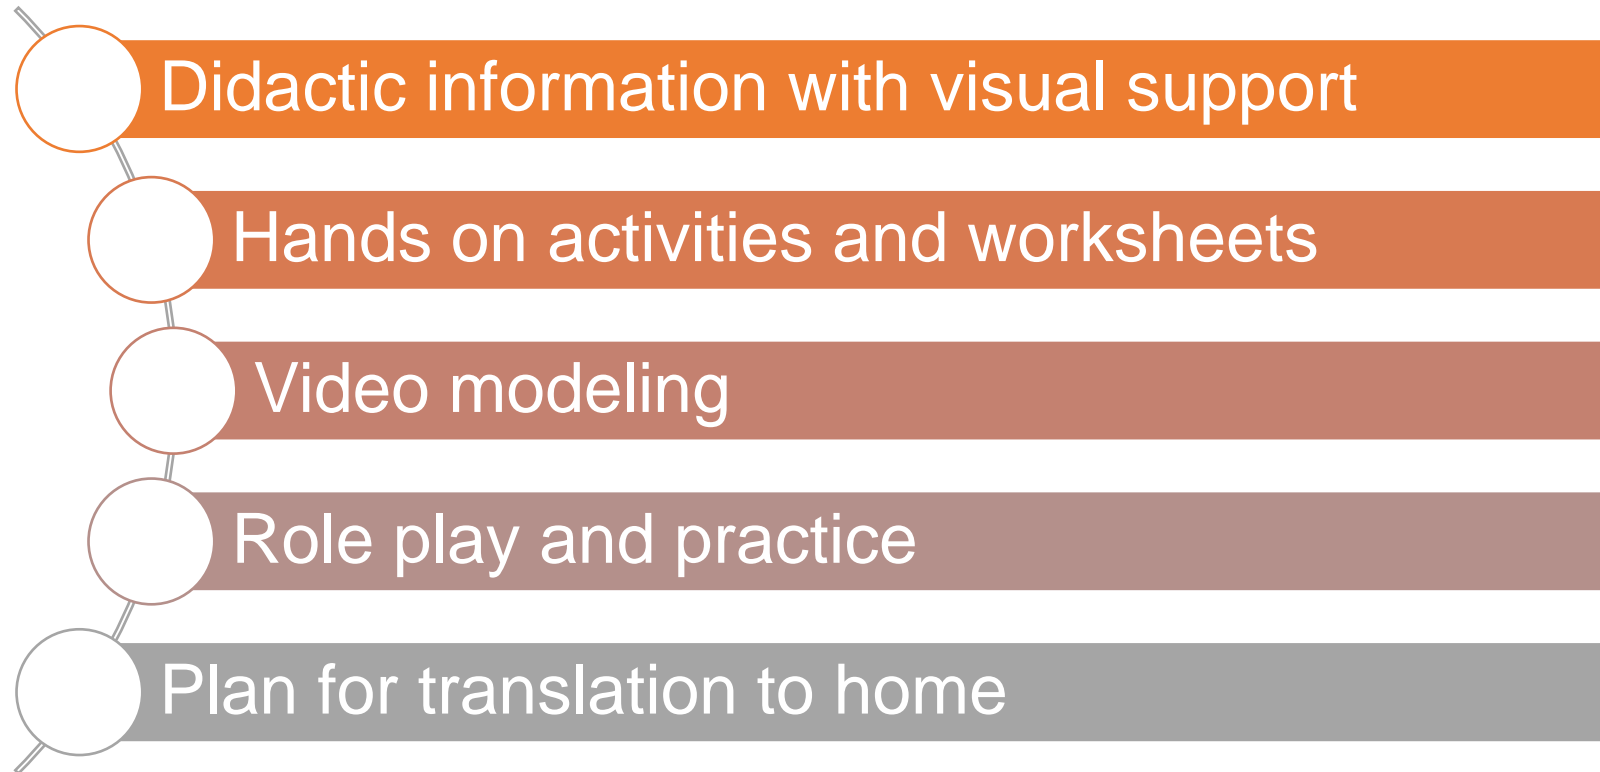 Didactic information with visual support
Hands on activities and worksheets
Video modeling
Role play and practice
Plan for translation to home